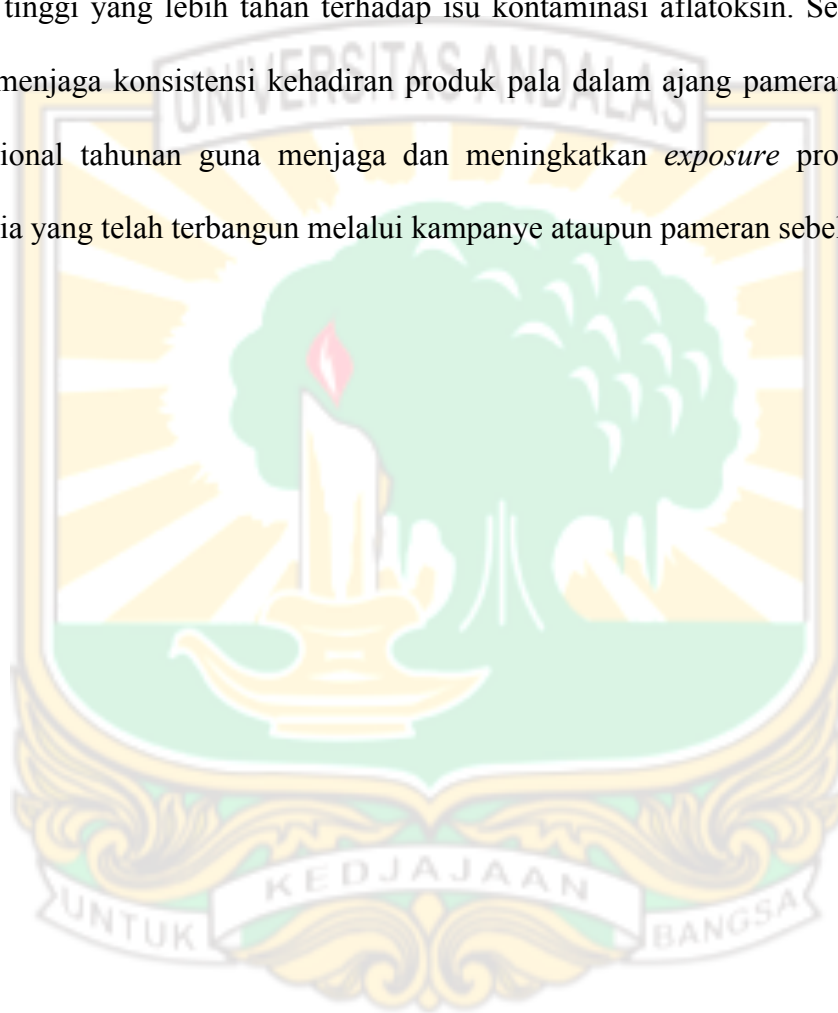 tinggi yang lebih tahan terhadap isu kontaminasi aflatoksin. Se
menjaga konsistensi kehadiran produk pala dalam ajang pameran
ional tahunan guna menjaga dan meningkatkan exposure pro
ia yang telah terbangun melalui kampanye ataupun pameran sebel
UNIVERSITAS ANDALAS
UNTUK KEDJAJAAN BANGSA